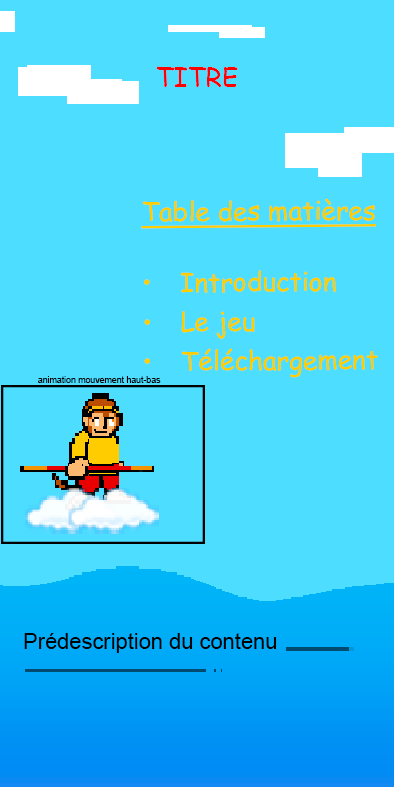 TITRE
Table des matières
• Introduction
• Le jeu
• Téléchargement
animation mouvement haut-bas
Prédescription du contenu